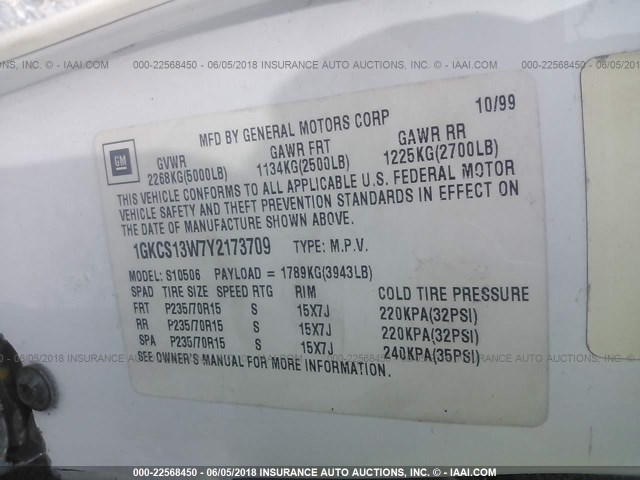 000-22568450 - 06/05/2018 INSURANCE AUTO AUCTIONS, INC. © - IAAI.COM
MFD BY GENERAL MOTORS CORP 10/99
GM
GVWR GAWR FRT GAWR RR
2268KG(5000LB) 1134KG(2500LB) 1225KG(2700LB)
THIS VEHICLE CONFORMS TO ALL APPLICABLE U.S. FEDERAL MOTOR
VEHICLE SAFETY AND THEFT PREVENTION STANDARDS IN EFFECT ON
THE DATE OF MANUFACTURE SHOWN ABOVE.
1GKCS13W7Y2173709 TYPE: M.P.V.
MODEL: S10506 PAYLOAD = 1789KG(3943LB)
SPAD TIRE SIZE SPEED RTG RIM COLD TIRE PRESSURE
FRT P235/70R15 S 15X7J 220KPA(32PSI)
RR P235/70R15 S 15X7J 220KPA(32PSI)
SPA P235/70R15 S 15X7J 240KPA(35PSI)
SEE OWNER'S MANUAL FOR MORE INFORMATION.
000-22568450 - 06/05/2018 INSURANCE AUTO AUCTIONS, INC. © - IAAI.COM
000-22568450 - 06/05/2018 INSURANCE AUTO AUCTIONS, INC. © - IAAI.COM